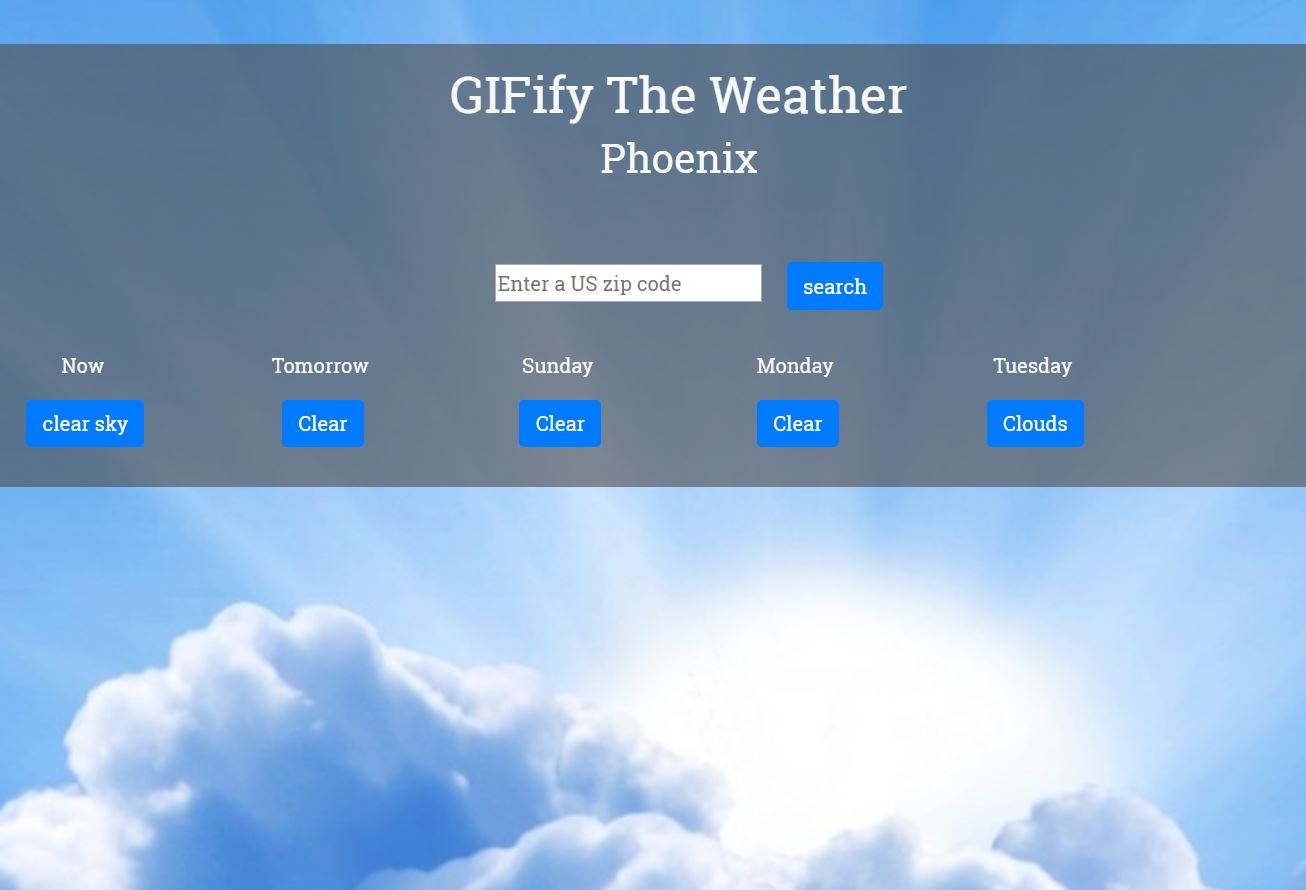 GIFify The Weather
Phoenix
Enter a US zip code search
Now Tomorrow Sunday Monday Tuesday
clear sky Clear Clear Clear Clouds